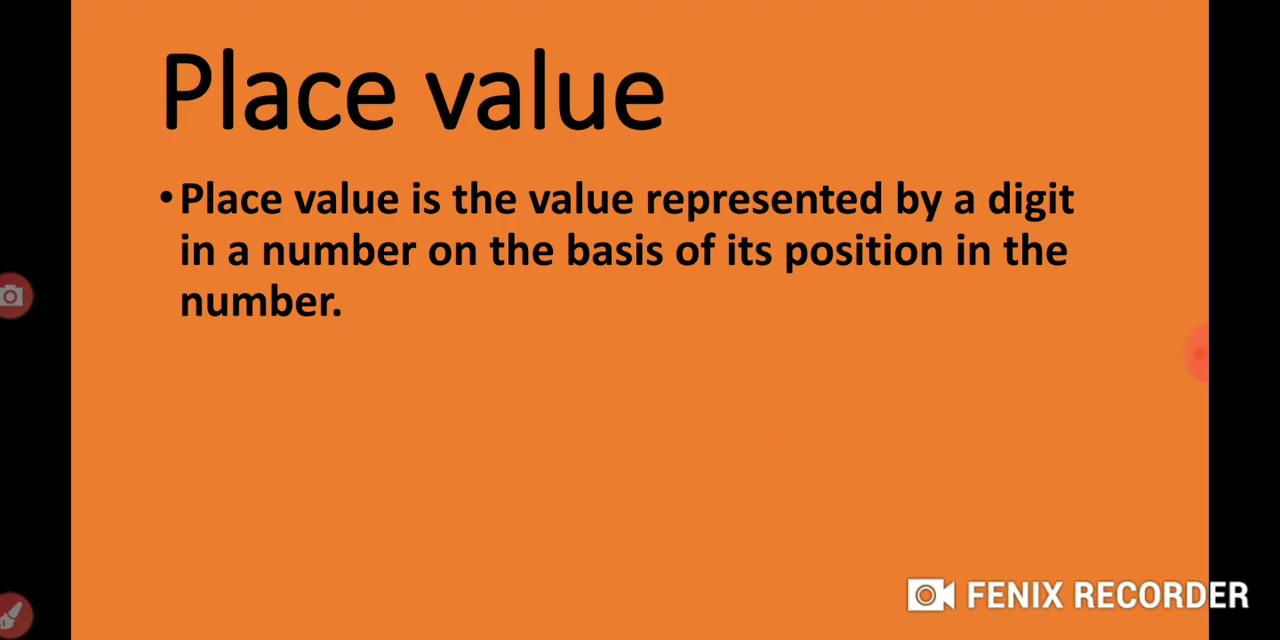 Place value
•Place value is the value represented by a digit
in a number on the basis of its position in the
number.
FENIX RECORDER